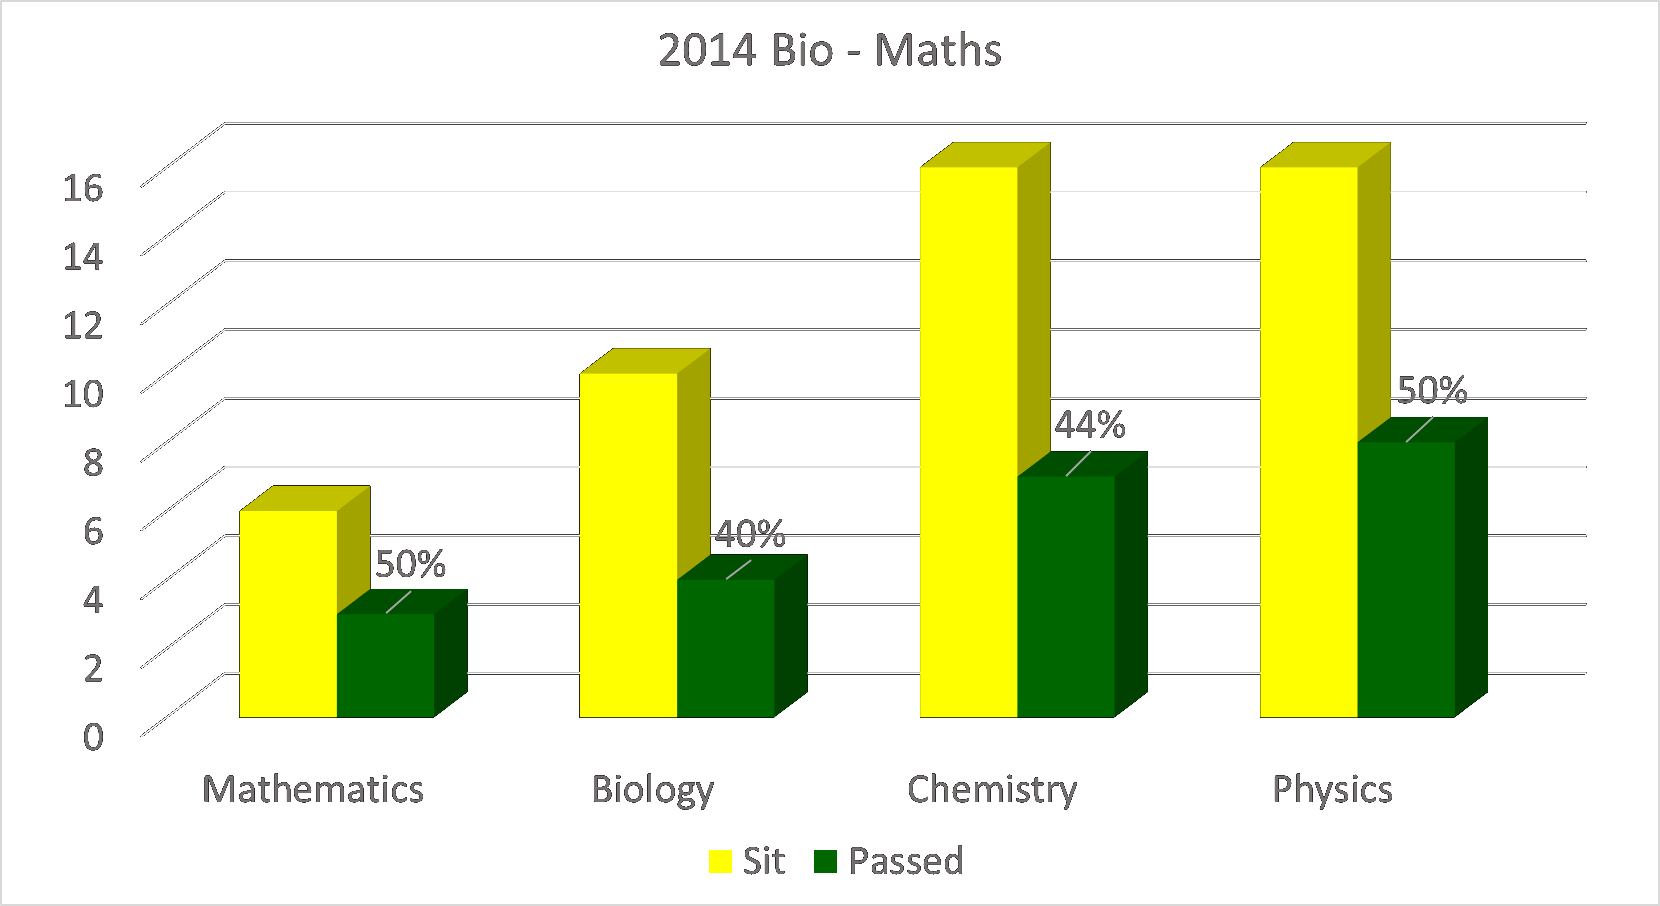 2014 Bio - Maths
16
14
12
10
8
6
4
2
0
50%
40%
44%
50%
Mathematics
Biology
Chemistry
Physics
Sit
Passed